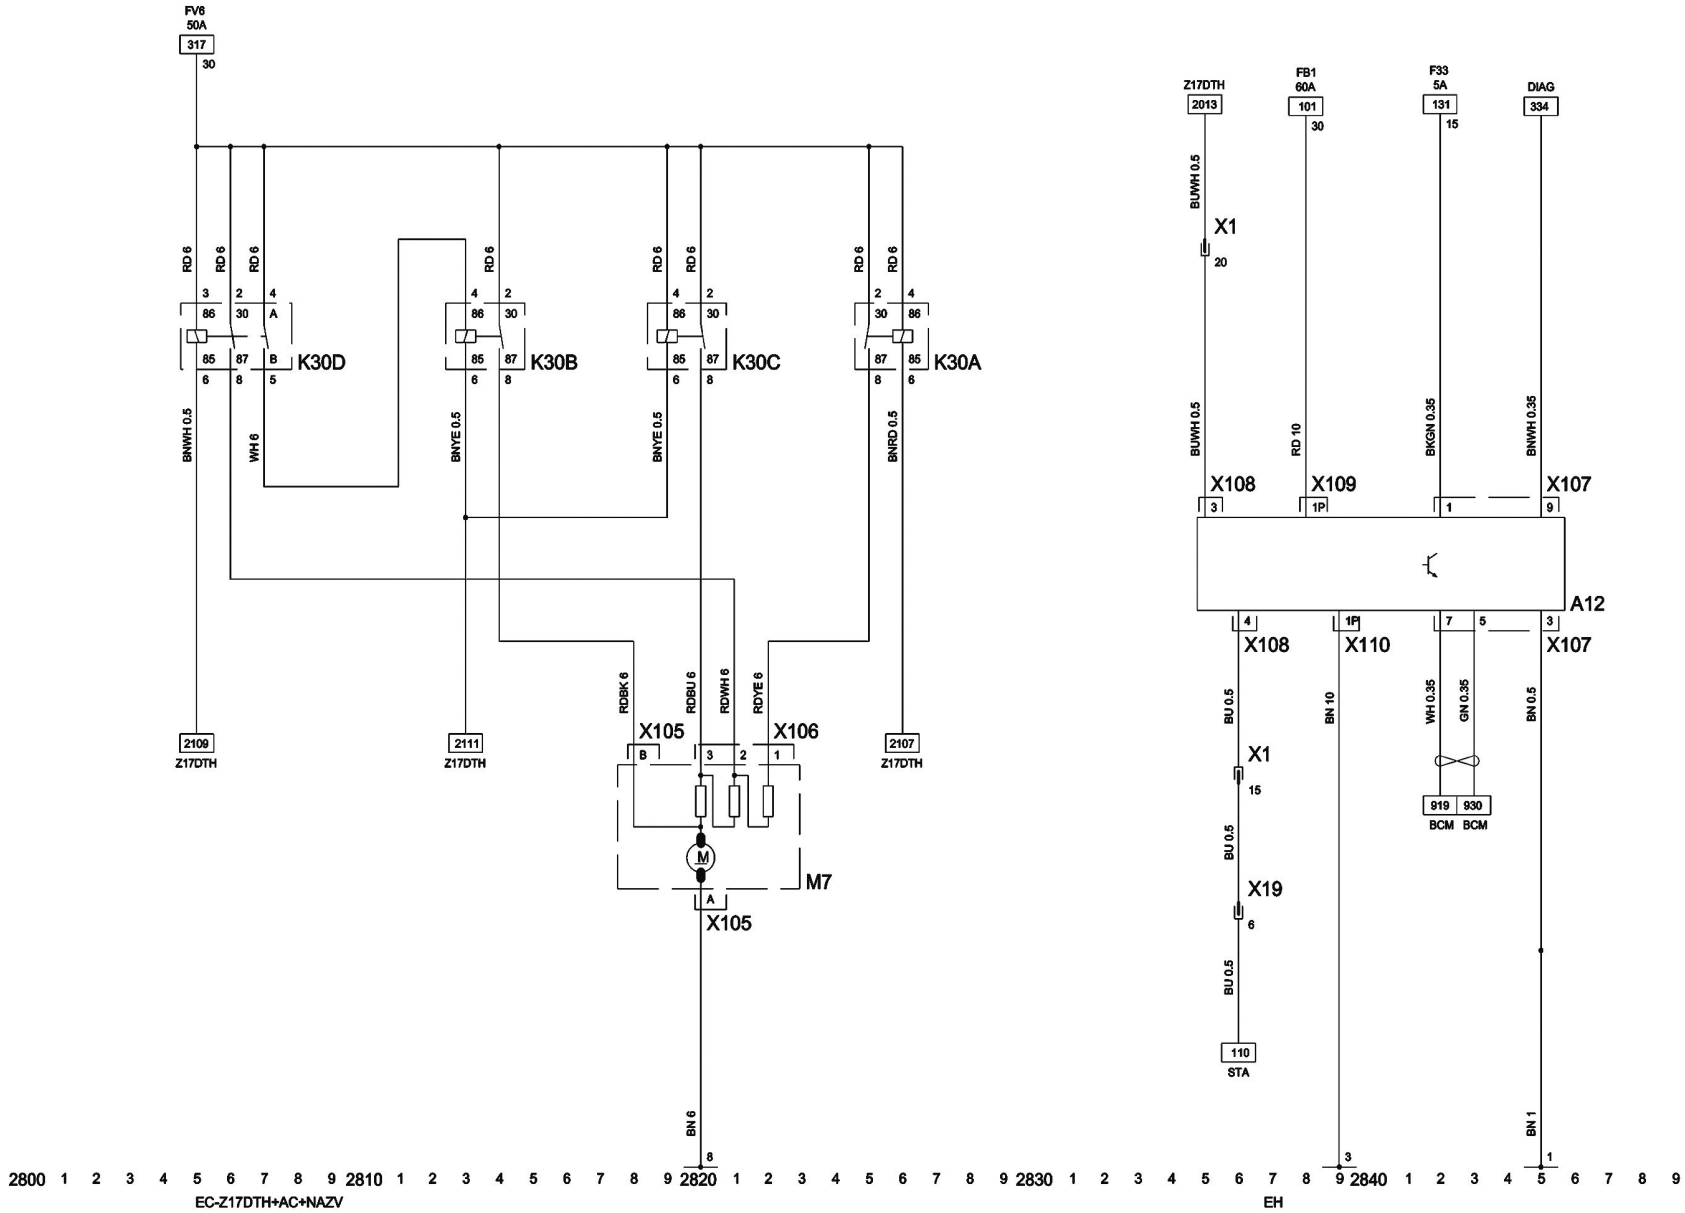 FV6
50A
317
30
Z17DTH
2013
FB1
60A
101
30
F33
5A
131
15
DIAG
334
BUWH 0.5
X1
20
RD 6
RD 6
RD 6
RD 6
RD 6
RD 6
RD 6
RD 6
3 2 4
86 30 A
85 87 B
6 8 5
K30D
4 2
86 30
85 87
6 8
K30B
4 2
86 30
85 87
6 8
K30C
2 4
30 86
87 85
8 6
K30A
BNWH 0.5
WH 6
BNYE 0.5
BNYE 0.5
BNRD 0.5
BUWH 0.5
RD 10
BKGN 0.35
BNWH 0.35
X108
3
X109
1P
1
X107
9
A12
4
X108
1P
X110
7 5 3
X107
RDBK 6
RDBU 6
RDWH 6
RDYE 6
BU 0.5
BN 10
WH 0.35
GN 0.35
BN 0.5
2109
Z17DTH
2111
Z17DTH
X105
B
X106
3 2 1
2107
Z17DTH
X1
15
919 930
BCM BCM
BU 0.5
M
M7
A
X105
X19
6
BU 0.5
110
STA
BN 6
8
3
BN 1
1
2800 1 2 3 4 5 6 7 2810 8 9 1 2 3 4 5 6 7 8 9 2820 1 2 3 4 5 6 7 8 9 2830 1 2 3 4 5 6 7 8 9 2840 1 2 3 4 5 6 7 8 9
EC-Z17DTH+AC+NAZV
EH